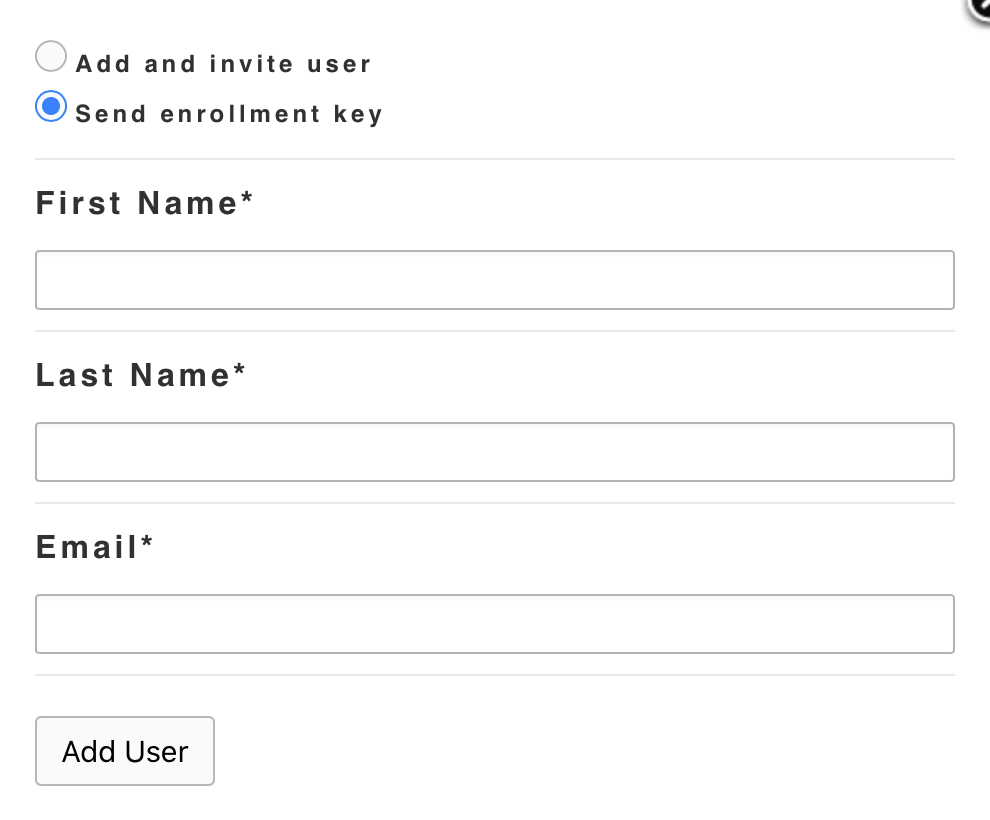 Add and invite user
Send enrollment key
First Name*
Last Name*
Email*
Add User